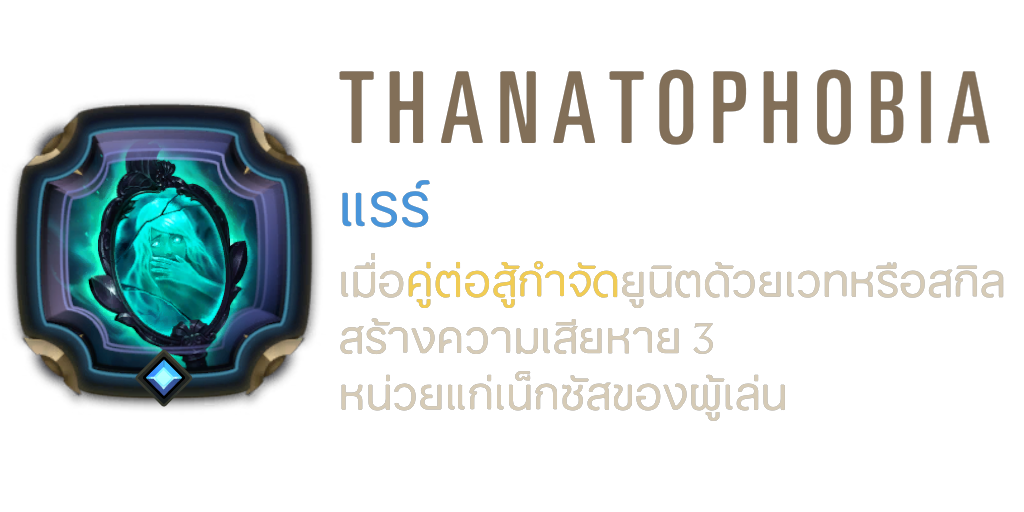 THANATOPHOBIA
แรร์
เมื่อคู่ต่อสู้กำจัดยูนิตด้วยเวทหรือสกิล
สร้างความเสียหาย 3
หน่วยแก่เน็กซัสของผู้เล่น